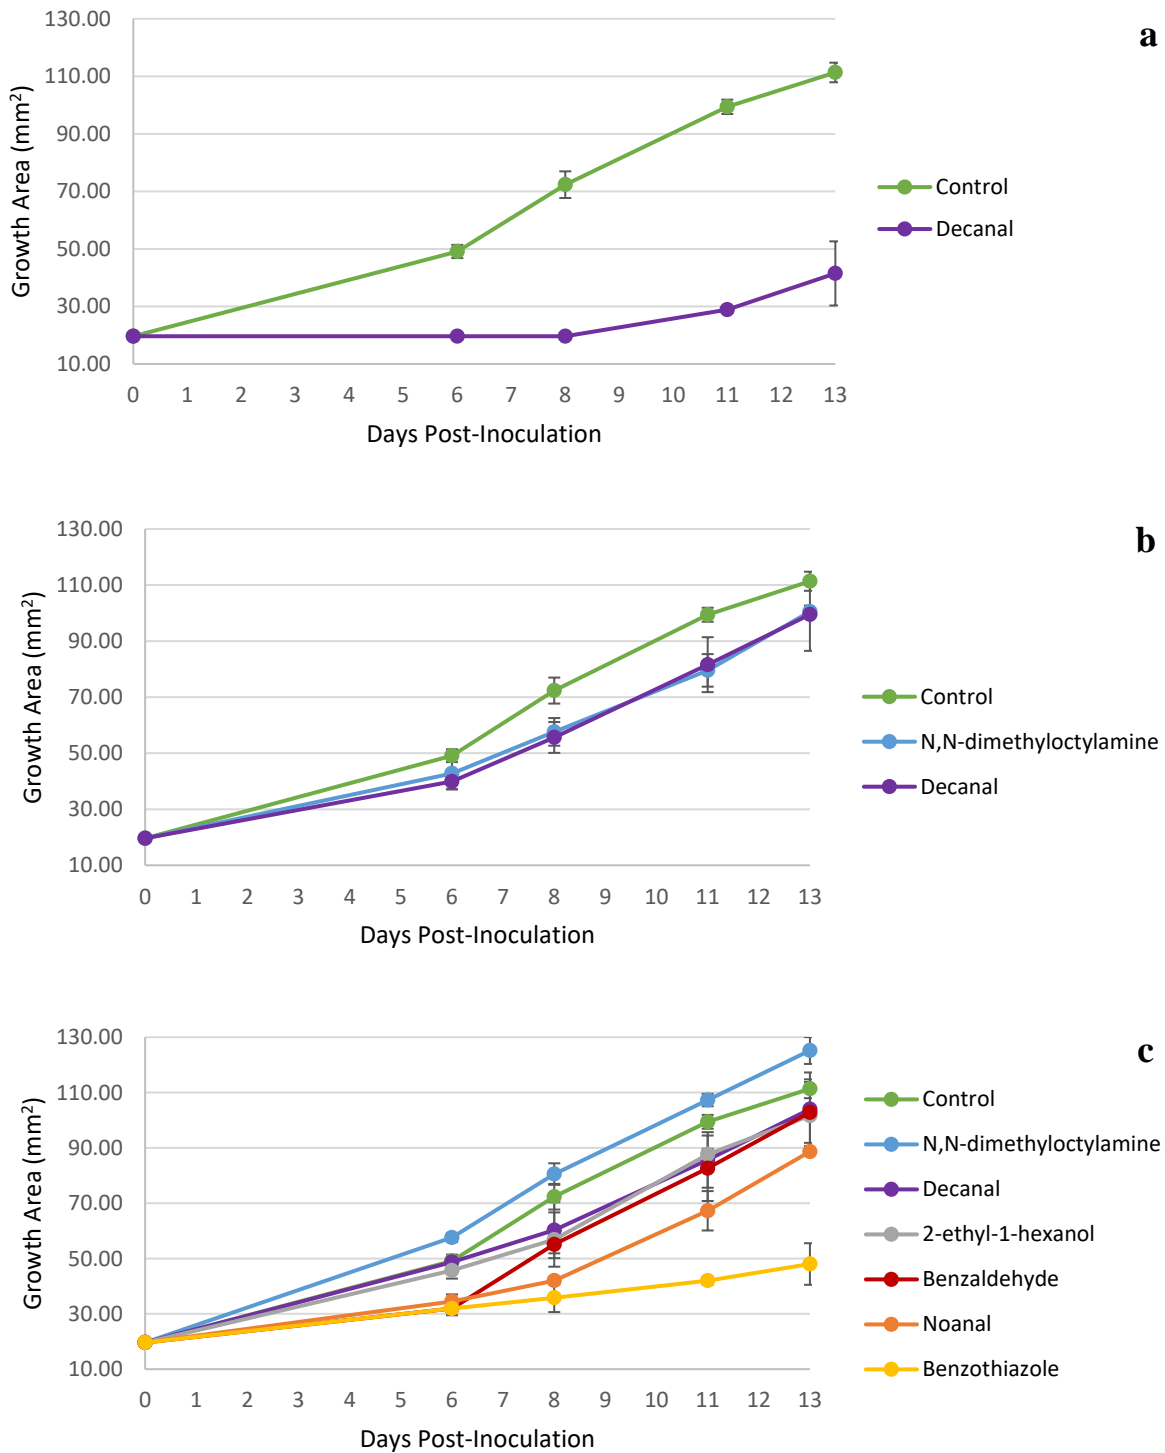 a
130.00
110.00
90.00
70.00
50.00
30.00
10.00
Growth Area (mm²)
0 1 2 3 4 5 6 7 8 9 10 11 12 13
Days Post-Inoculation
Control
Decanal
b
130.00
110.00
90.00
70.00
50.00
30.00
10.00
Growth Area (mm²)
0 1 2 3 4 5 6 7 8 9 10 11 12 13
Days Post-Inoculation
Control
N,N-dimethyloctylamine
Decanal
c
130.00
110.00
90.00
70.00
50.00
30.00
10.00
Growth Area (mm²)
0 1 2 3 4 5 6 7 8 9 10 11 12 13
Days Post-Inoculation
Control
N,N-dimethyloctylamine
Decanal
2-ethyl-1-hexanol
Benzaldehyde
Noanal
Benzothiazole